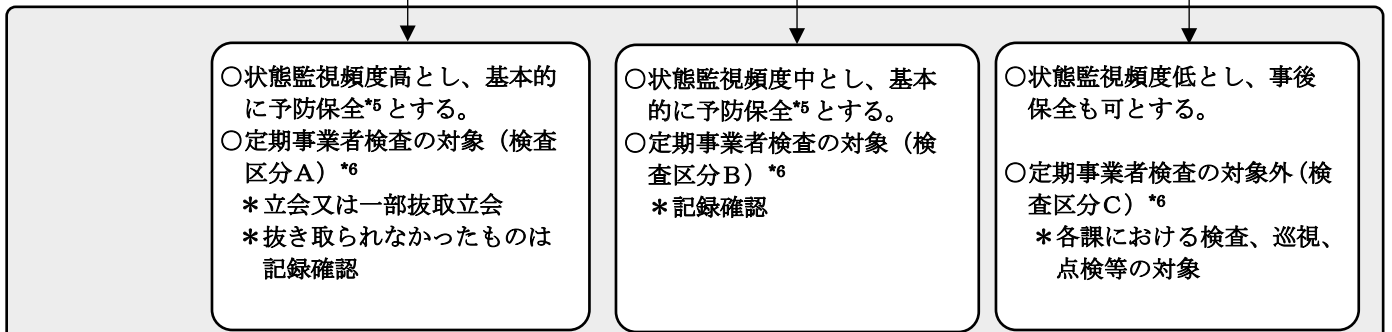 ○状態監視頻度高とし、基本的
に予防保全*5 とする。
○定期事業者検査の対象（検査
区分Ａ）*6
＊立会又は一部抜取立会
＊抜き取られなかったものは
記録確認
○状態監視頻度中とし、基本
的に予防保全*5 とする。
○定期事業者検査の対象（検
査区分Ｂ）*6
＊記録確認
○状態監視頻度低とし、事後
保全も可とする。
○定期事業者検査の対象外（検
査区分Ｃ）*6
＊各課における検査、巡視、
点検等の対象